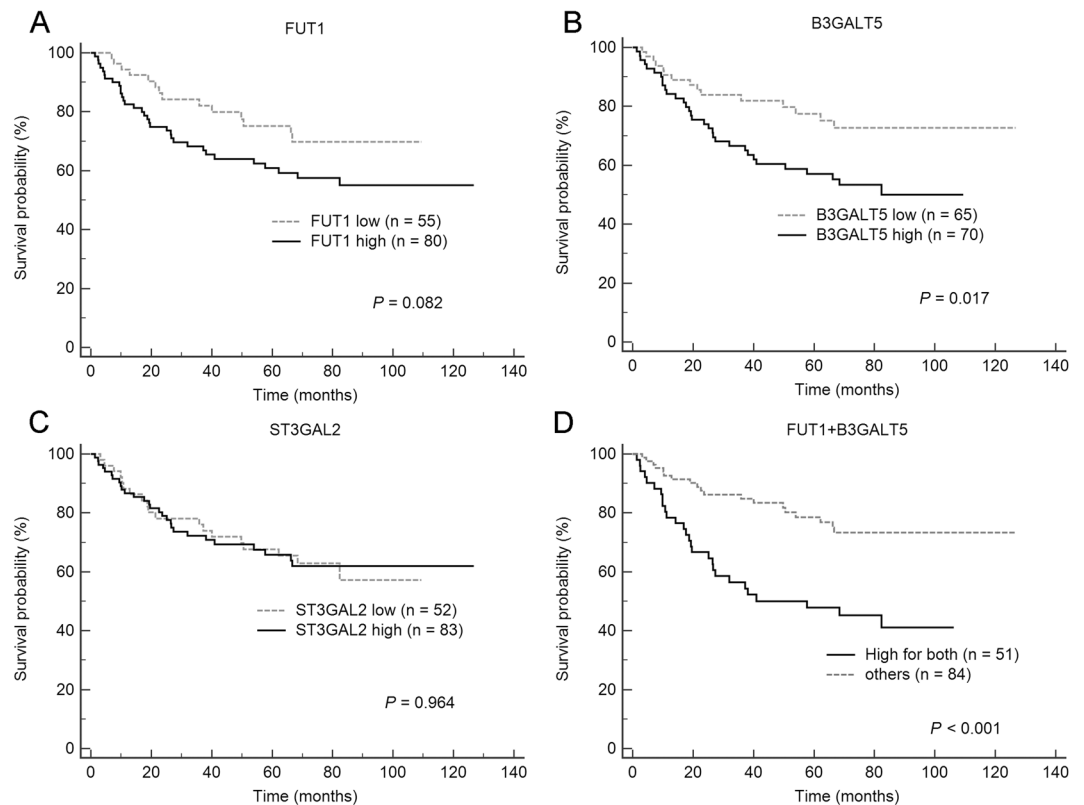 A
FUT1
Survival probability (%)
100
80
60
40
20
0
FUT1 low (n = 55)
FUT1 high (n = 80)
P = 0.082
0 20 40 60 80 100 120 140
Time (months)
B
B3GALT5
Survival probability (%)
100
80
60
40
20
0
B3GALT5 low (n = 65)
B3GALT5 high (n = 70)
P = 0.017
0 20 40 60 80 100 120 140
Time (months)
C
ST3GAL2
Survival probability (%)
100
80
60
40
20
0
ST3GAL2 low (n = 52)
ST3GAL2 high (n = 83)
P = 0.964
0 20 40 60 80 100 120 140
Time (months)
D
FUT1+B3GALT5
Survival probability (%)
100
80
60
40
20
0
High for both (n = 51)
others (n = 84)
P < 0.001
0 20 40 60 80 100 120 140
Time (months)